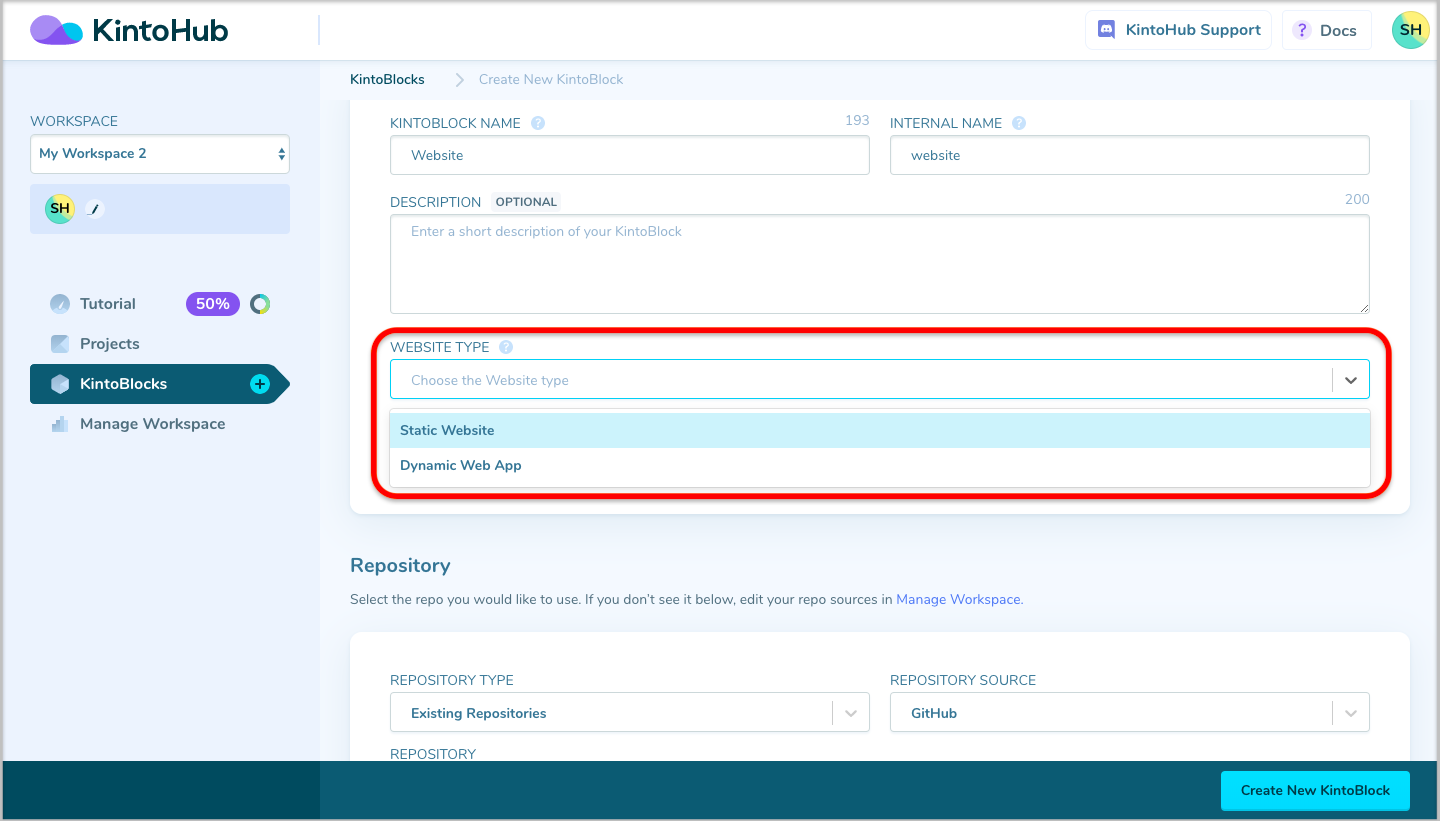 KintoHub
KintoHub Support
? Docs
SH
WORKSPACE
My Workspace 2
SH
Tutorial 50%
Projects
KintoBlocks +
Manage Workspace
KintoBlocks Create New KintoBlock
KINTOBLOCK NAME ? 193
Website
INTERNAL NAME ?
website
DESCRIPTION OPTIONAL 200
Enter a short description of your KintoBlock
WEBSITE TYPE ?
Choose the Website type
Static Website
Dynamic Web App
Repository
Select the repo you would like to use. If you don't see it below, edit your repo sources in Manage Workspace.
REPOSITORY TYPE
Existing Repositories
REPOSITORY SOURCE
GitHub
REPOSITORY
Create New KintoBlock